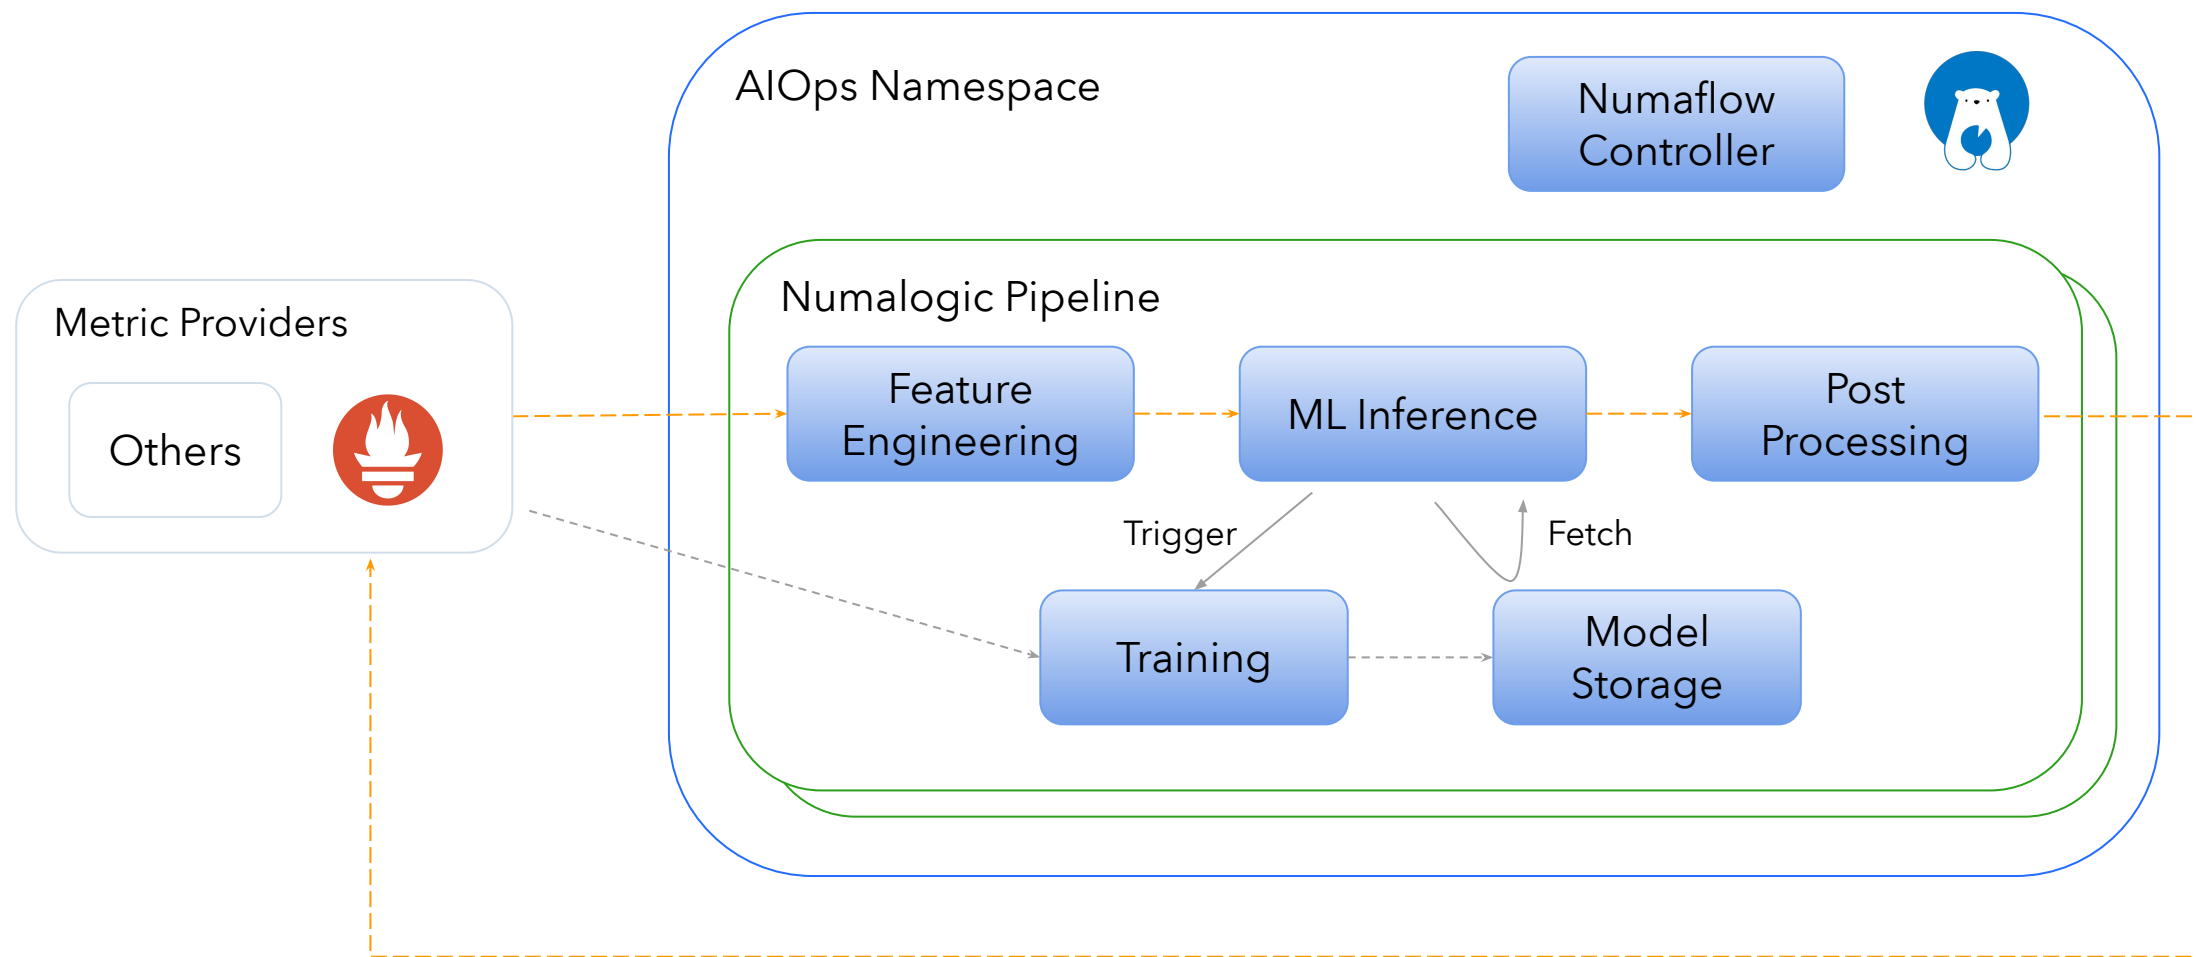 AIOps Namespace
Numaflow
Controller
Numalogic Pipeline
Metric Providers
Others
Feature
Engineering
ML Inference
Post
Processing
Trigger
Fetch
Training
Model
Storage